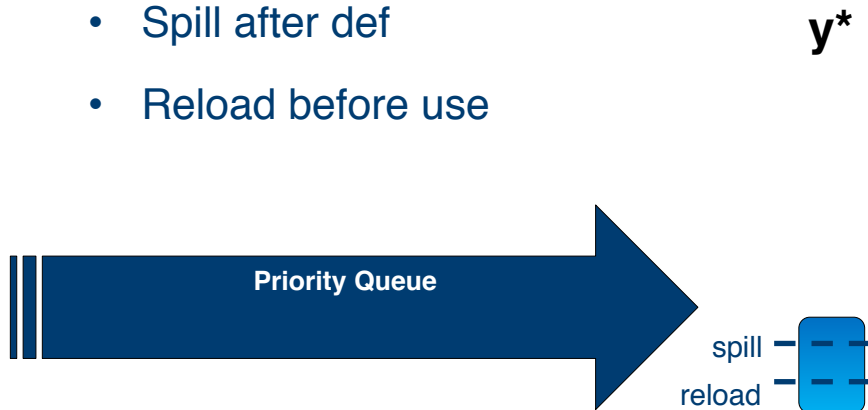 • Spill after def
y*
• Reload before use
Priority Queue
spill
reload